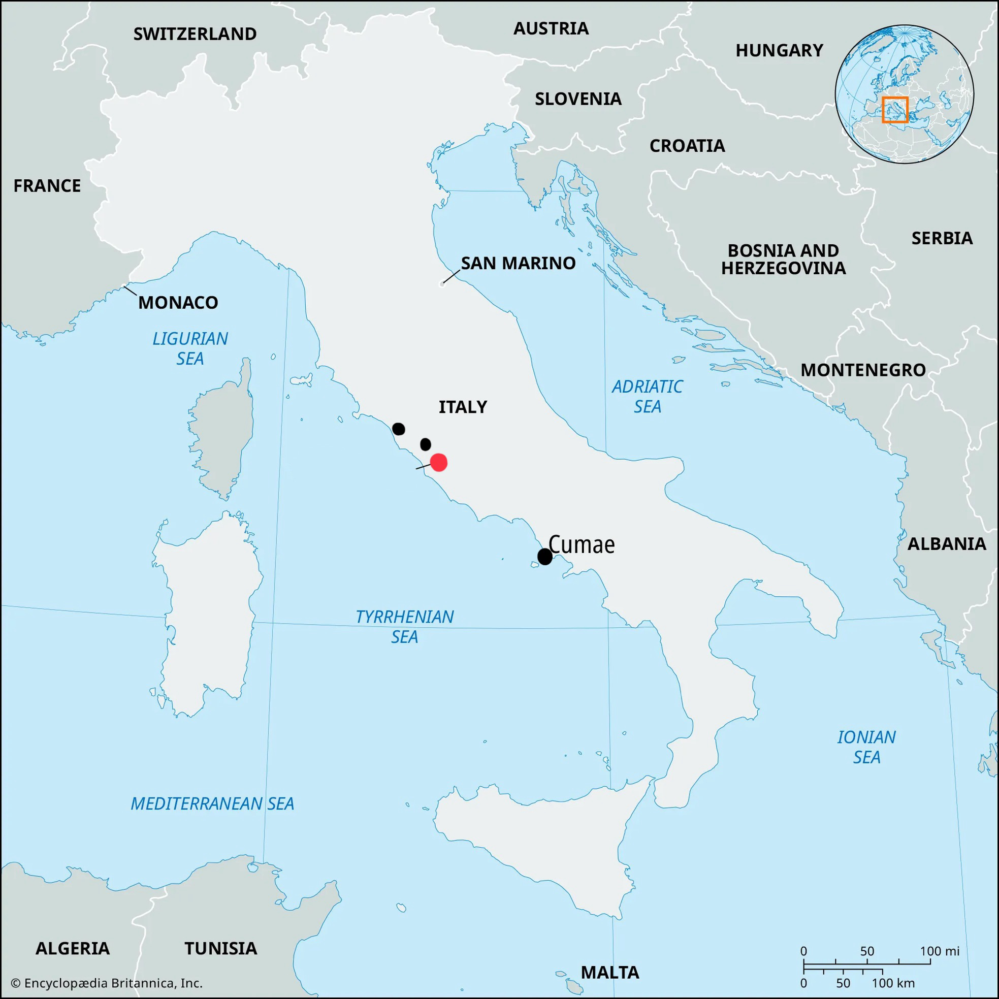 SWITZERLAND
AUSTRIA
HUNGARY
SLOVENIA
CROATIA
FRANCE
SERBIA
BOSNIA AND
HERZEGOVINA
SAN MARINO
MONACO
LIGURIAN
SEA
MONTENEGRO
ADRIATIC
SEA
ITALY
Cumae
ALBANIA
TYRRHENIAN
SEA
IONIAN
SEA
MEDITERRANEAN SEA
ALGERIA
TUNISIA
MALTA
0 50 100 mi
0 50 100 km
© Encyclopædia Britannica, Inc.